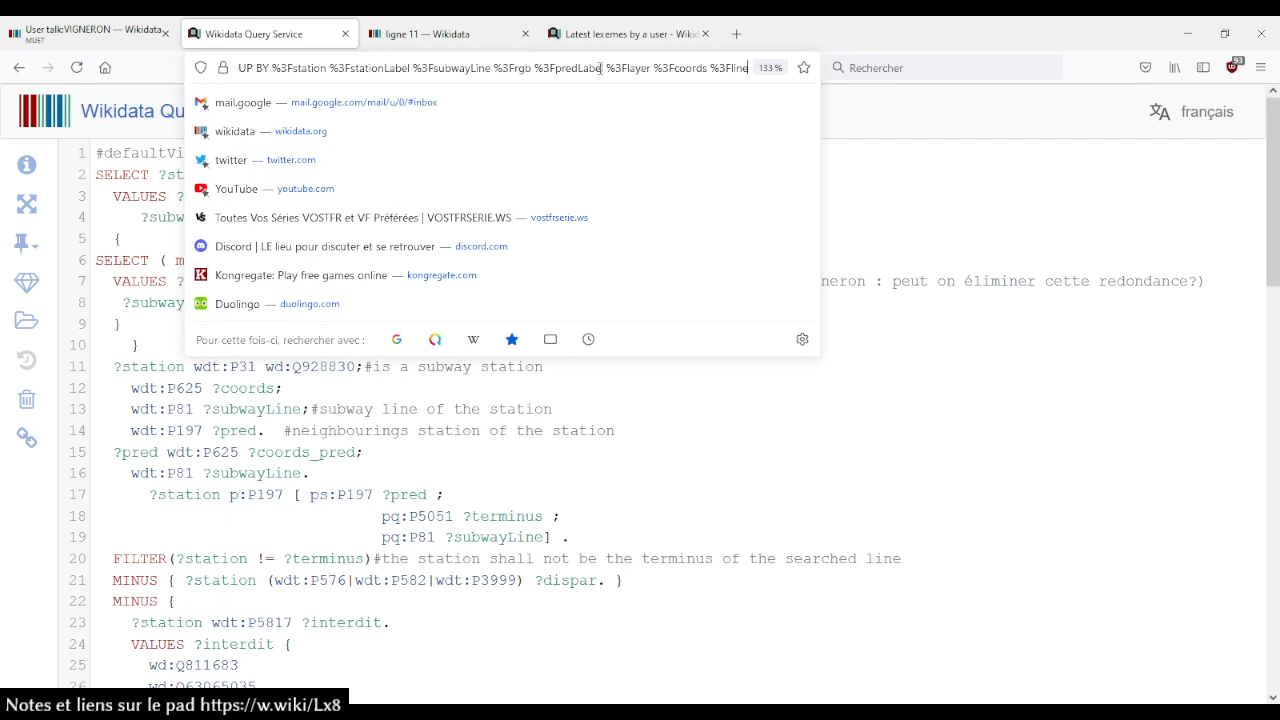 User talk:VIGNERON — Wikidata
MUET
Wikidata Query Service
ligne 11 — Wikidata
Latest lexemes by a user - Wikid
UP BY %3Fstation %3FstationLabel %3FsubwayLine %3Frgb %3FpredLabel %3Flayer %3Fcoords %3Fline
133 %
Rechercher
93
Wikidata Qu
français
mail.google — mail.google.com/mail/u/0/#inbox
wikidata — wikidata.org
twitter — twitter.com
YouTube — youtube.com
Toutes Vos Séries VOSTFR et VF Préférées | VOSTFRSERIE.WS — vostfrserie.ws
Discord | LE lieu pour discuter et se retrouver — discord.com
Kongregate: Play free games online — kongregate.com
Duolingo — duolingo.com
Pour cette fois-ci, rechercher avec :
1 #defaultVi
2 SELECT ?st
3 VALUES ?
4 ?subw
5 {
6 SELECT ( m
7 VALUES ? neron : peut on éliminer cette redondance?)
8 ?subway
9 }
10 }
11 ?station wdt:P31 wd:Q928830;#is a subway station
12 wdt:P625 ?coords;
13 wdt:P81 ?subwayLine;#subway line of the station
14 wdt:P197 ?pred. #neighbourings station of the station
15 ?pred wdt:P625 ?coords_pred;
16 wdt:P81 ?subwayLine.
17 ?station p:P197 [ ps:P197 ?pred ;
18 pq:P5051 ?terminus ;
19 pq:P81 ?subwayLine] .
20 FILTER(?station != ?terminus)#the station shall not be the terminus of the searched line
21 MINUS { ?station (wdt:P576|wdt:P582|wdt:P3999) ?dispar. }
22 MINUS {
23 ?station wdt:P5817 ?interdit.
24 VALUES ?interdit {
25 wd:Q811683
26 wd:Q63065035
Notes et liens sur le pad https://w.wiki/Lx8